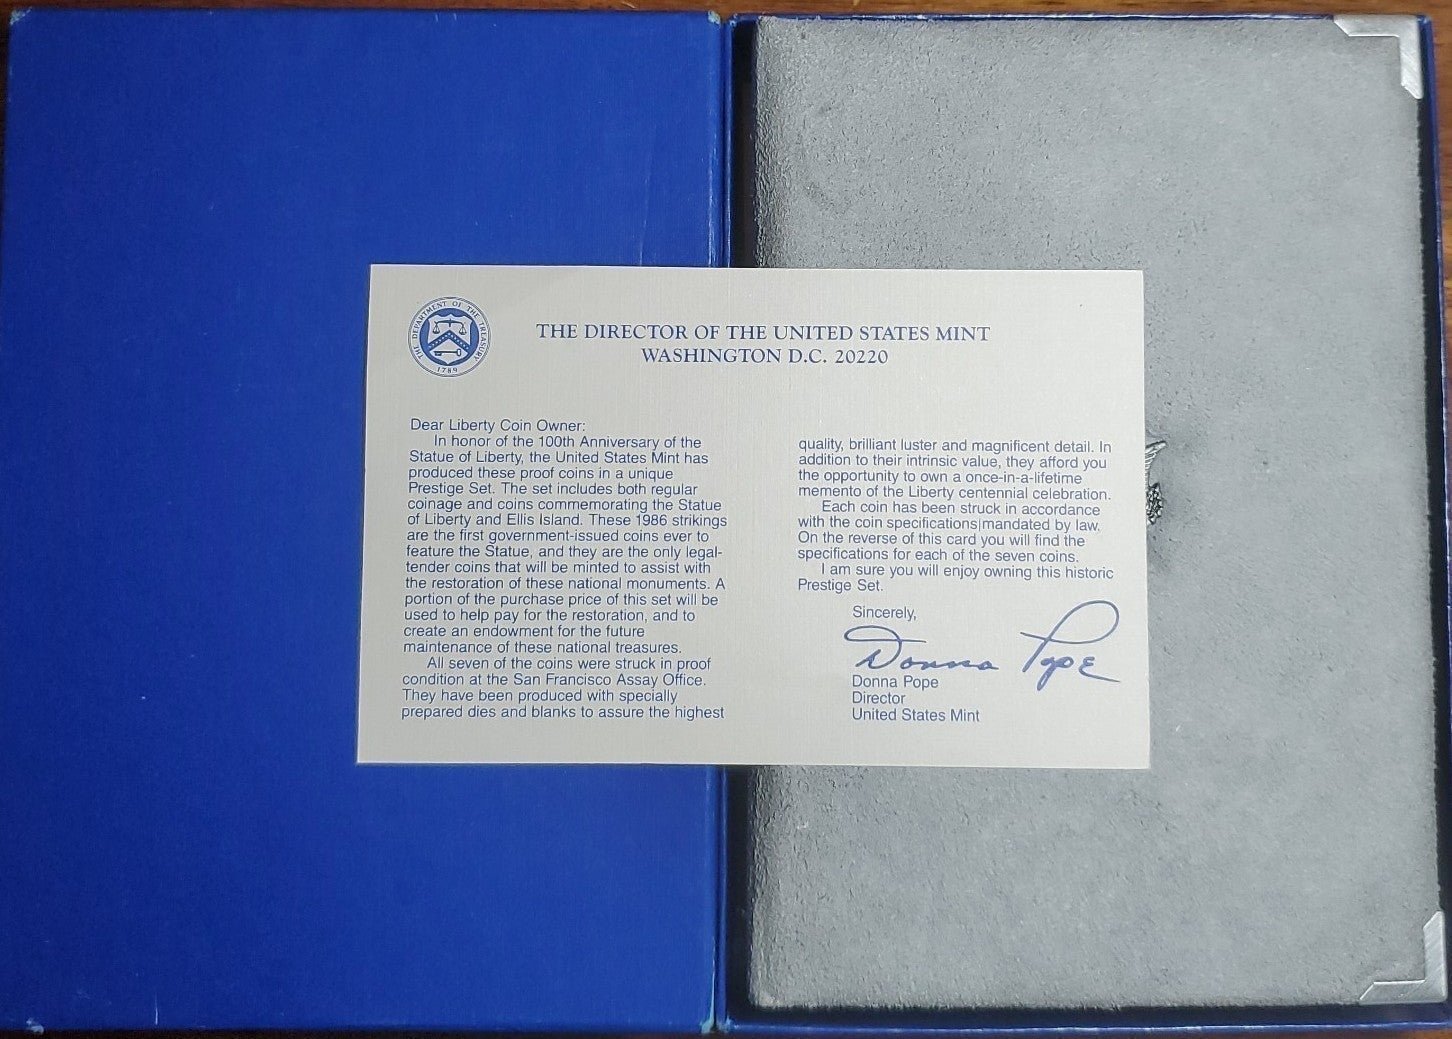 THE DEPARTMENT OF THE TREASURY
1789
THE DIRECTOR OF THE UNITED STATES MINT
WASHINGTON D.C. 20220
Dear Liberty Coin Owner:
In honor of the 100th Anniversary of the
Statue of Liberty, the United States Mint has
produced these proof coins in a unique
Prestige Set. The set includes both regular
coinage and coins commemorating the Statue
of Liberty and Ellis Island. These 1986 strikings
are the first government-issued coins ever to
feature the Statue, and they are the only legal-
tender coins that will be minted to assist with
the restoration of these national monuments. A
portion of the purchase price of this set will be
used to help pay for the restoration, and to
create an endowment for the future
maintenance of these national treasures.
All seven of the coins were struck in proof
condition at the San Francisco Assay Office.
They have been produced with specially
prepared dies and blanks to assure the highest
quality, brilliant luster and magnificent detail. In
addition to their intrinsic value, they afford you
the opportunity to own a once-in-a-lifetime
memento of the Liberty centennial celebration.
Each coin has been struck in accordance
with the coin specifications mandated by law.
On the reverse of this card you will find the
specifications for each of the seven coins.
I am sure you will enjoy owning this historic
Prestige Set.
Sincerely,
Donna Pope
Donna Pope
Director
United States Mint